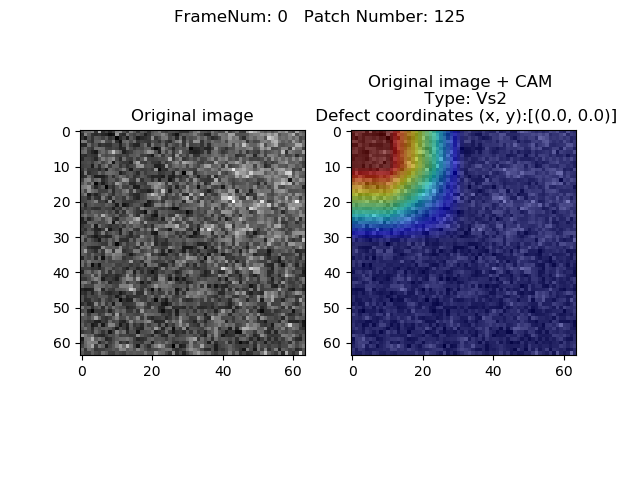 FrameNum: 0   Patch Number: 125
Original image
0
10
20
30
40
50
60
0 20 40 60
Original image + CAM
Type: Vs2
Defect coordinates (x, y):[(0.0, 0.0)]
0
10
20
30
40
50
60
0 20 40 60